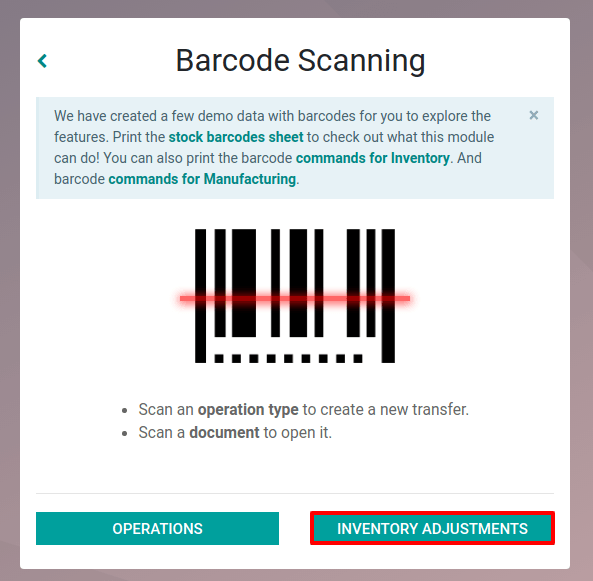 Barcode Scanning
We have created a few demo data with barcodes for you to explore the
features. Print the stock barcodes sheet to check out what this module
can do! You can also print the barcode commands for Inventory. And
barcode commands for Manufacturing.
×
• Scan an operation type to create a new transfer.
• Scan a document to open it.
OPERATIONS
INVENTORY ADJUSTMENTS